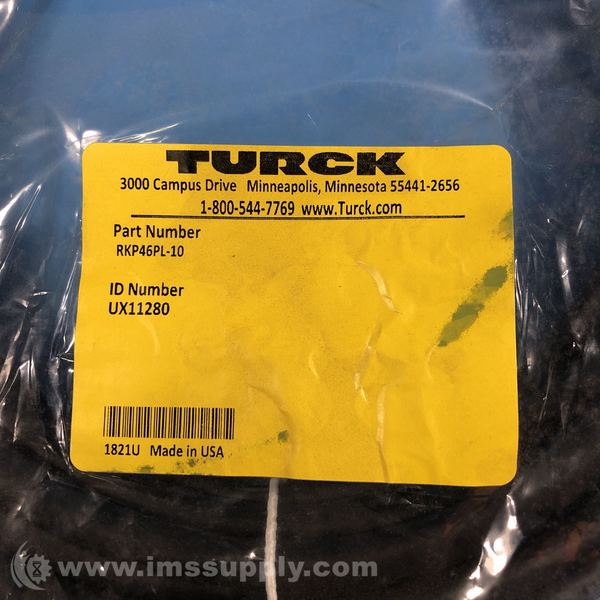 TURCK
3000 Campus Drive Minneapolis, Minnesota 55441-2656
1-800-544-7769 www.Turck.com
Part Number
RKP46PL-10
ID Number
UX11280
1821U Made in USA
www.imssupply.com